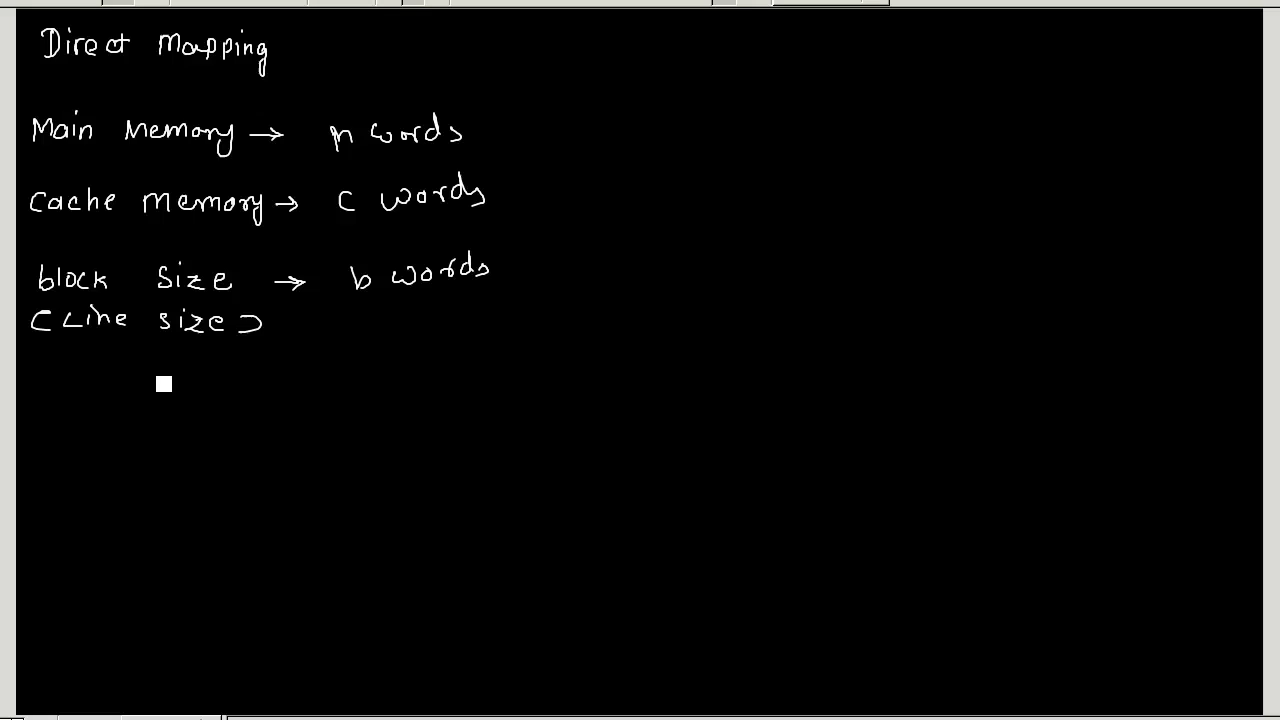 Direct Mapping
Main Memory → n words
Cache Memory → C words
block Size → b words
(Line size)